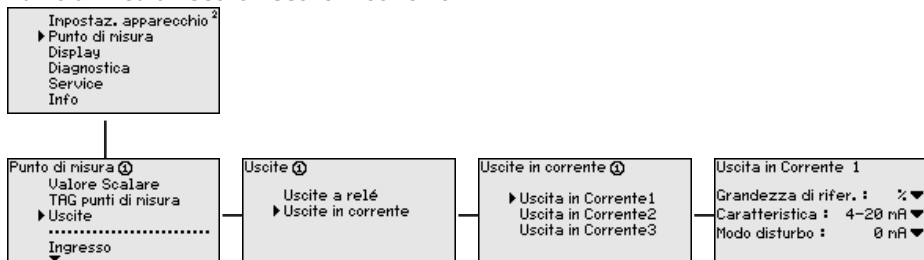 Impostaz. apparecchio 2
Punto di misura
Display
Diagnostica
Service
Info
Punto di misura ①
Valore Scalare
TAG punti di misura
Uscite
Ingresso
Uscite ①
Uscite a relé
Uscite in corrente
Uscite in corrente ①
Uscita in Corrente1
Uscita in Corrente2
Uscita in Corrente3
Uscita in Corrente 1
Grandezza di rifer. : %
Caratteristica : 4-20 mA
Modo disturbo : 0 mA